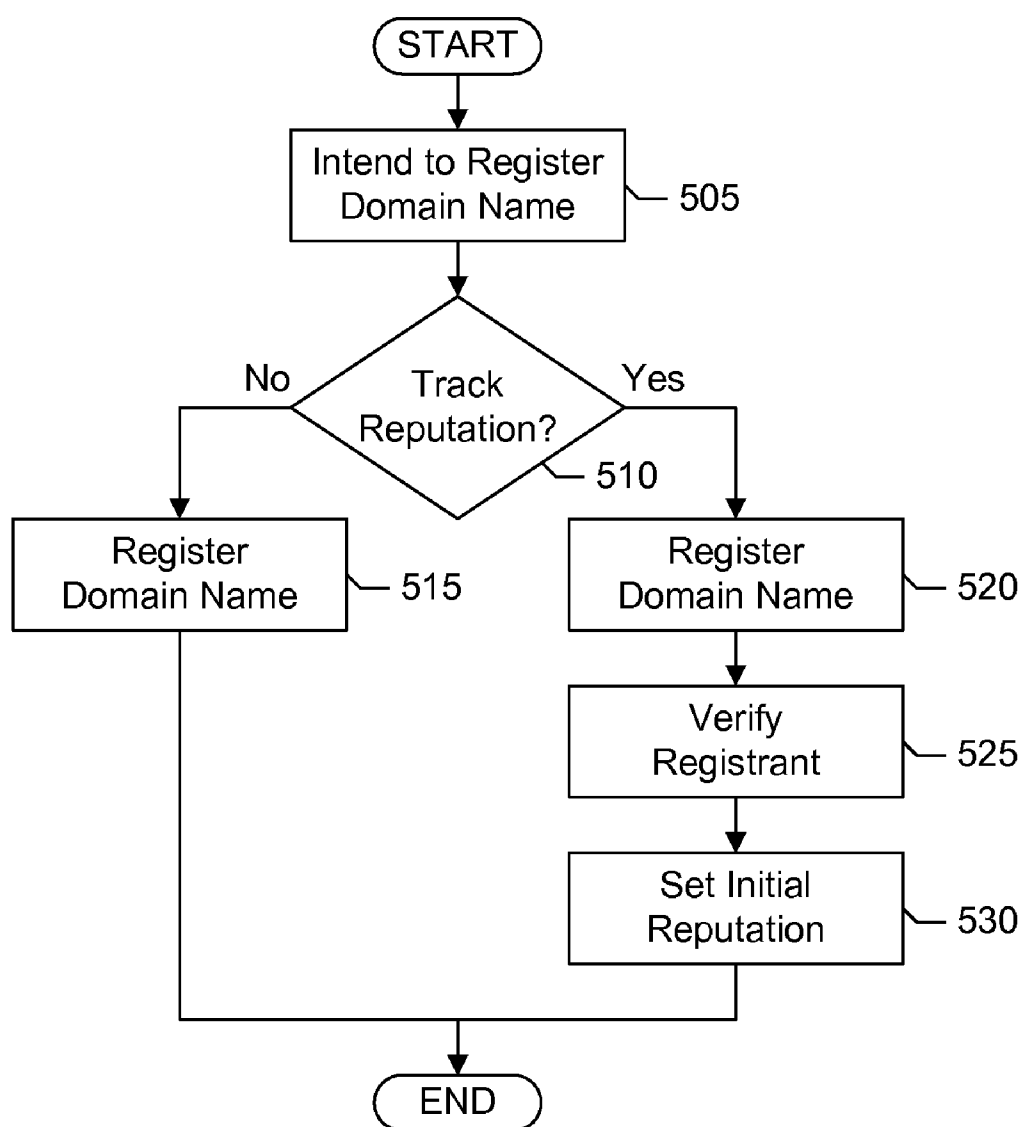 START
Intend to Register
Domain Name
505
No
Yes
Track
Reputation?
510
Register
Domain Name
515
Register
Domain Name
520
Verify
Registrant
525
Set Initial
Reputation
530
END